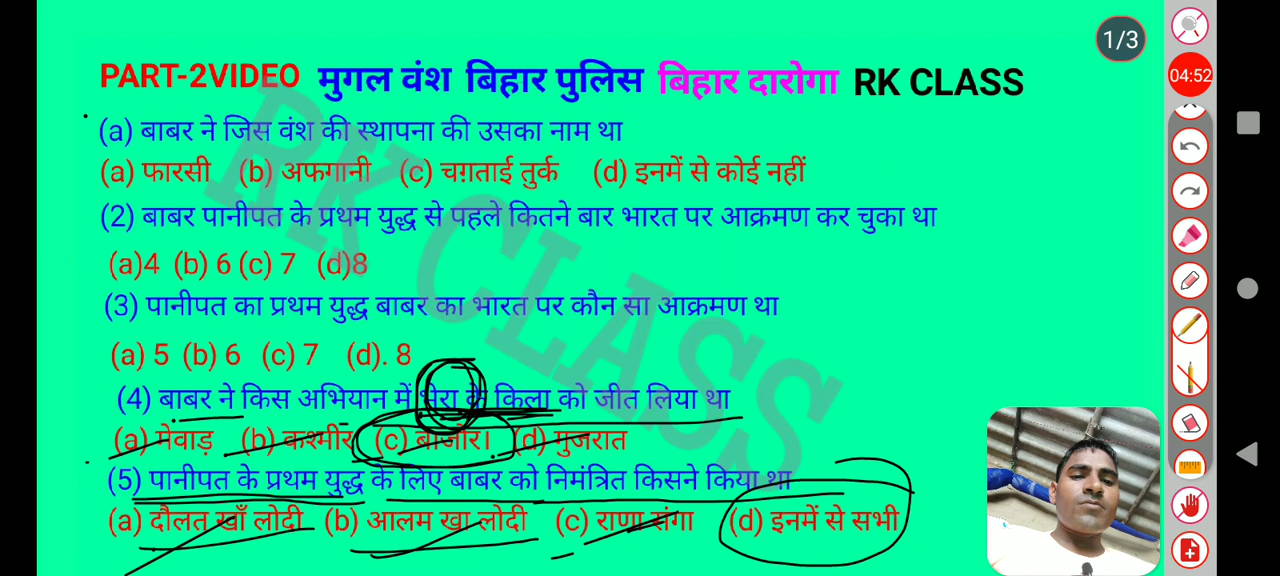 1/3
PART-2VIDEO मुगल वंश बिहार पुलिस बिहार दारोगा RK CLASS
04:52
(a) बाबर ने जिस वंश की स्थापना की उसका नाम था
(a) फारसी (b) अफगानी (c) चग़ताई तुर्क (d) इनमें से कोई नहीं
(2) बाबर पानीपत के प्रथम युद्ध से पहले कितने बार भारत पर आक्रमण कर चुका था
(a)4 (b) 6 (c) 7 (d)8
(3) पानीपत का प्रथम युद्ध बाबर का भारत पर कौन सा आक्रमण था
(a) 5 (b) 6 (c) 7 (d). 8
(4) बाबर ने किस अभियान में भेरा के किला को जीत लिया था
(a) मेवाड़ (b) कश्मीर (c) बाजोर। (d) गुजरात
(5) पानीपत के प्रथम युद्ध के लिए बाबर को निमंत्रित किसने किया था
(a) दौलत खाँ लोदी (b) आलम खा लोदी (c) राणा सांगा (d) इनमें से सभी
RK CLASS